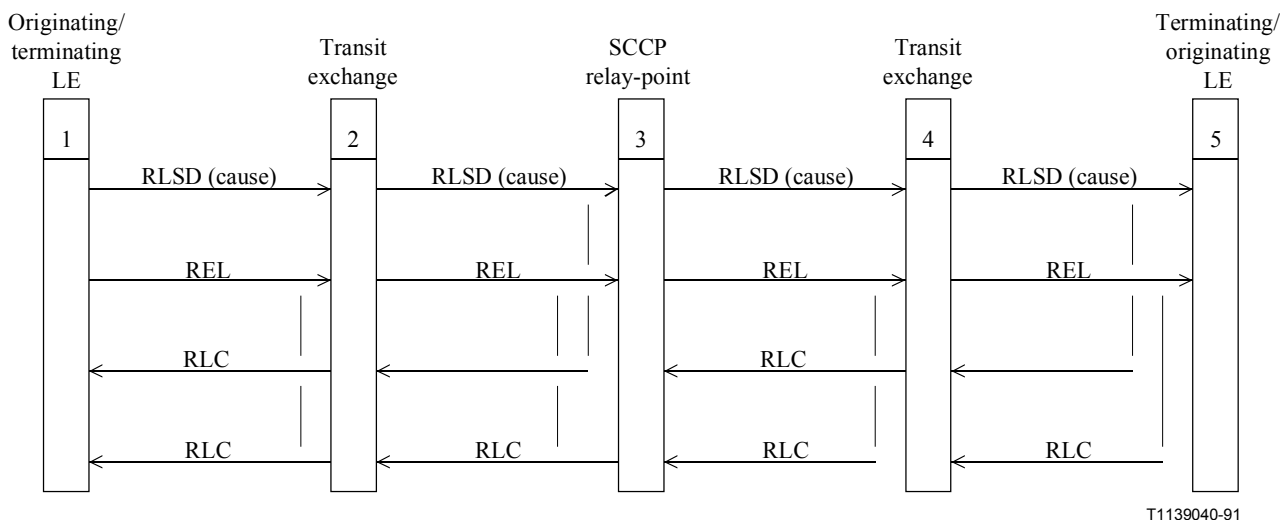 Originating/
terminating
LE
Transit
exchange
SCCP
relay-point
Transit
exchange
Terminating/
originating
LE
1
2
3
4
5
RLSD (cause)
RLSD (cause)
RLSD (cause)
RLSD (cause)
REL
REL
REL
REL
RLC
RLC
RLC
RLC
RLC
RLC
T1139040-91